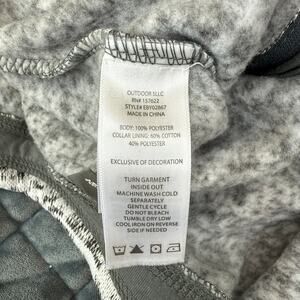 OUTDOOR SLLC
RN# 157622
STYLE# EBY02867
MADE IN CHINA
BODY: 100% POLYESTER
COLLAR LINING: 60% COTTON
40% POLYESTER
EXCLUSIVE OF DECORATION
TURN GARMENT
INSIDE OUT
MACHINE WASH COLD
SEPARATELY
GENTLE CYCLE
DO NOT BLEACH
TUMBLE DRY LOW
COOL IRON ON REVERSE
SIDE IF NEEDED